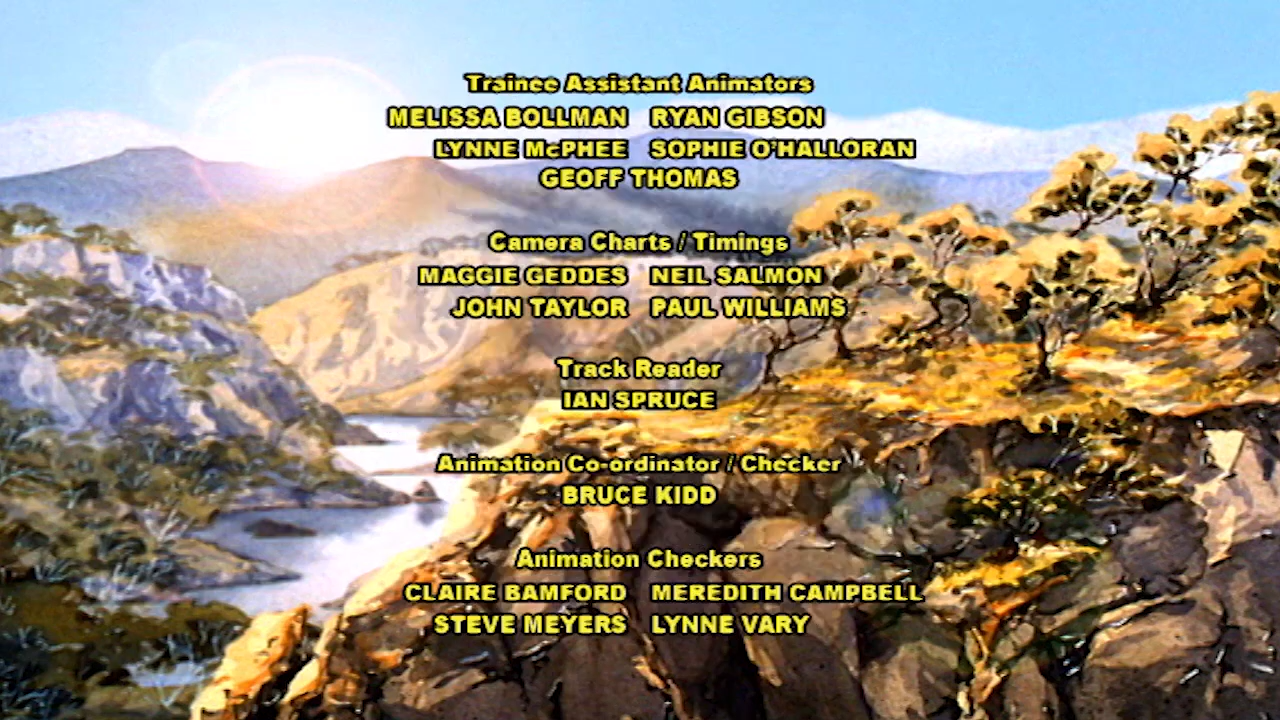 Trainee Assistant Animators
MELISSA BOLLMAN RYAN GIBSON
LYNNE McPHEE SOPHIE O'HALLORAN
GEOFF THOMAS
Camera Charts / Timings
MAGGIE GEDDES NEIL SALMON
JOHN TAYLOR PAUL WILLIAMS
Track Reader
IAN SPRUCE
Animation Co-ordinator / Checker
BRUCE KIDD
Animation Checkers
CLAIRE BAMFORD MEREDITH CAMPBELL
STEVE MEYERS LYNNE VARY